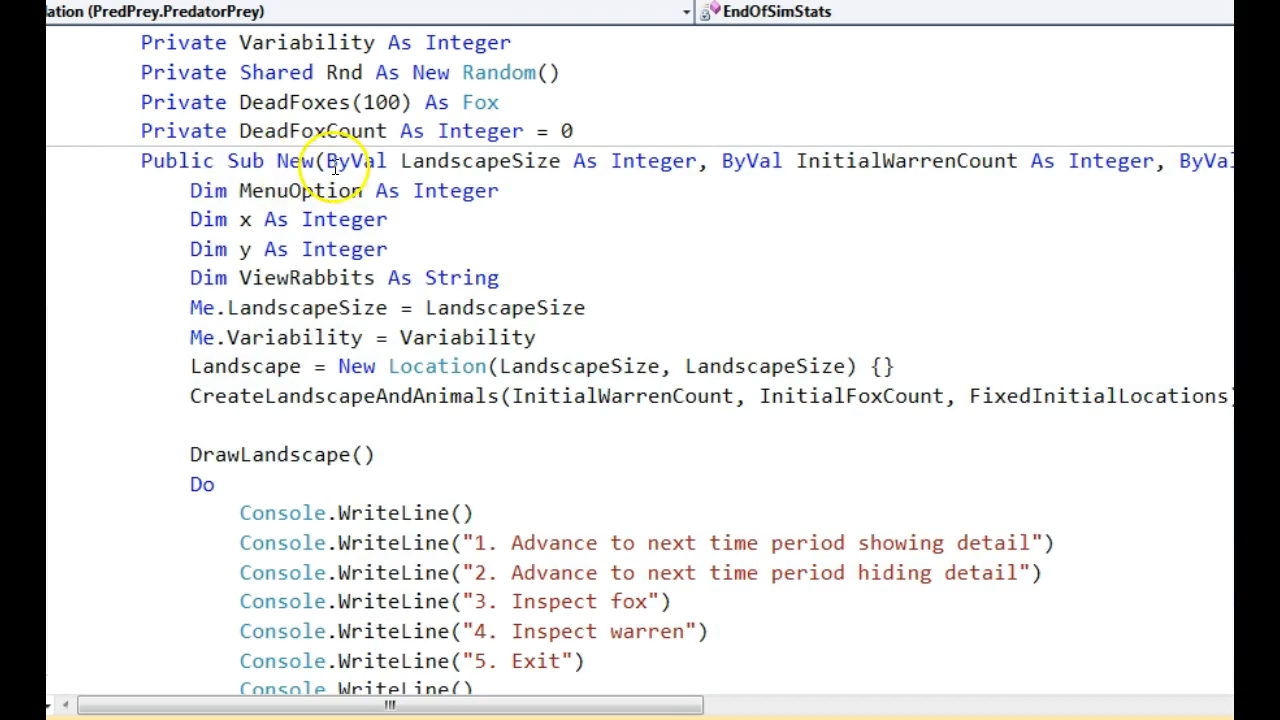 lation (PredPrey.PredatorPrey) EndOfSimStats
Private Variability As Integer
Private Shared Rnd As New Random()
Private DeadFoxes(100) As Fox
Private DeadFoxCount As Integer = 0
Public Sub New(ByVal LandscapeSize As Integer, ByVal InitialWarrenCount As Integer, ByVal
Dim MenuOption As Integer
Dim x As Integer
Dim y As Integer
Dim ViewRabbits As String
Me.LandscapeSize = LandscapeSize
Me.Variability = Variability
Landscape = New Location(LandscapeSize, LandscapeSize) {}
CreateLandscapeAndAnimals(InitialWarrenCount, InitialFoxCount, FixedInitialLocations)
DrawLandscape()
Do
Console.WriteLine()
Console.WriteLine("1. Advance to next time period showing detail")
Console.WriteLine("2. Advance to next time period hiding detail")
Console.WriteLine("3. Inspect fox")
Console.WriteLine("4. Inspect warren")
Console.WriteLine("5. Exit")
Console.WriteLine()